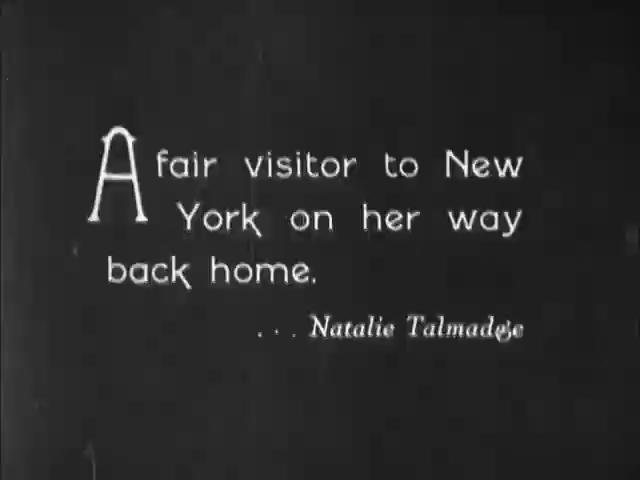 A fair visitor to New
York on her way
back home.
... Natalie Talmadge